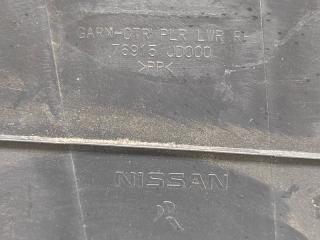 GARN-CTR PLR LWR R
76915 JD000
>PP<
NISSAN